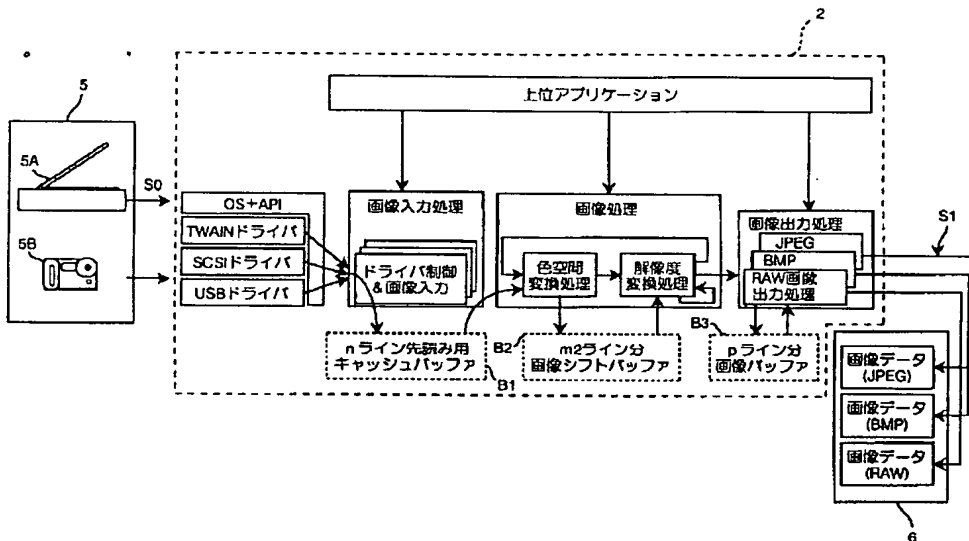 2
上位アプリケーション
5
5A
S0
5B
OS+API
TWAINドライバ
SCSIドライバ
USBドライバ
画像入力処理
ドライバ制御
&画像入力
画像処理
色空間
変換処理
解像度
変換処理
画像出力処理
JPEG
BMP
RAW画像
出力処理
S1
nライン先読み用
キャッシュバッファ
B1
B2
m2ライン分
画像シフトバッファ
B3
pライン分
画像バッファ
画像データ
(JPEG)
画像データ
(BMP)
画像データ
(RAW)
6